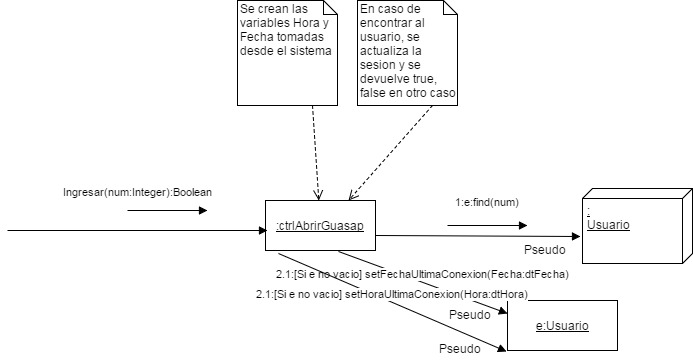 Se crean las
variables Hora y
Fecha tomadas
desde el sistema
En caso de
encontrar al
usuario, se
actualiza la
sesion y se
devuelve true,
false en otro caso
Ingresar(num:Integer):Boolean
:ctrlAbrirGuasap
1:e:find(num)
:
Usuario
Pseudo
2.1:[Si e no vacio] setFechaUltimaConexion(Fecha:dtFecha)
2.1:[Si e no vacio] setHoraUltimaConexion(Hora:dtHora)
Pseudo
e:Usuario
Pseudo